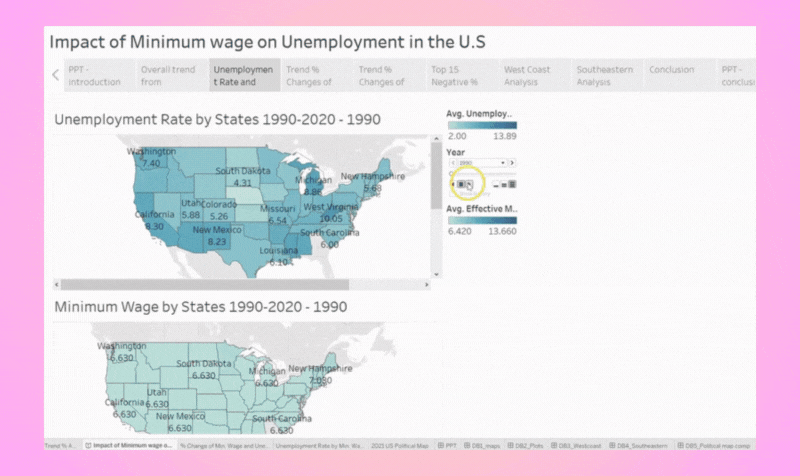 Impact of Minimum wage on Unemployment in the U.S
PPT -
introduction
Overall trend
from
Unemploymen
t Rate and
Trend %
Changes of
Trend %
Changes of
Top 15
Negative %
West Coast
Analysis
Southeastern
Analysis
Conclusion
PPT -
conclusi
Unemployment Rate by States 1990-2020 - 1990
Washington
7.40
South Dakota
4.31
Michigan
8.86
New Hampshire
5.68
Utah
5.88
Colorado
5.26
Missouri
6.54
West Virginia
10.05
California
8.30
New Mexico
8.23
South Carolina
6.00
Louisiana
6.10
Avg. Unemploy..
2.00 13.89
Year
1990
Avg. Effective M..
6.420 13.660
Minimum Wage by States 1990-2020 - 1990
Washington
6.630
South Dakota
6.630
Michigan
6.630
New Hampshire
7.030
Utah
6.630
California
6.630
New Mexico
6.630
South Carolina
6.630
Trend % 4..
Impact of Minimum wage o...
% Change of Min. Wage and Une...
Unemployment Rate by Min. Wa...
2021 US Political Map
PPT
DB1_maps
DB2_Plots
DB3_Westcoast
DB4_Southeastern
DB5_Political map comp